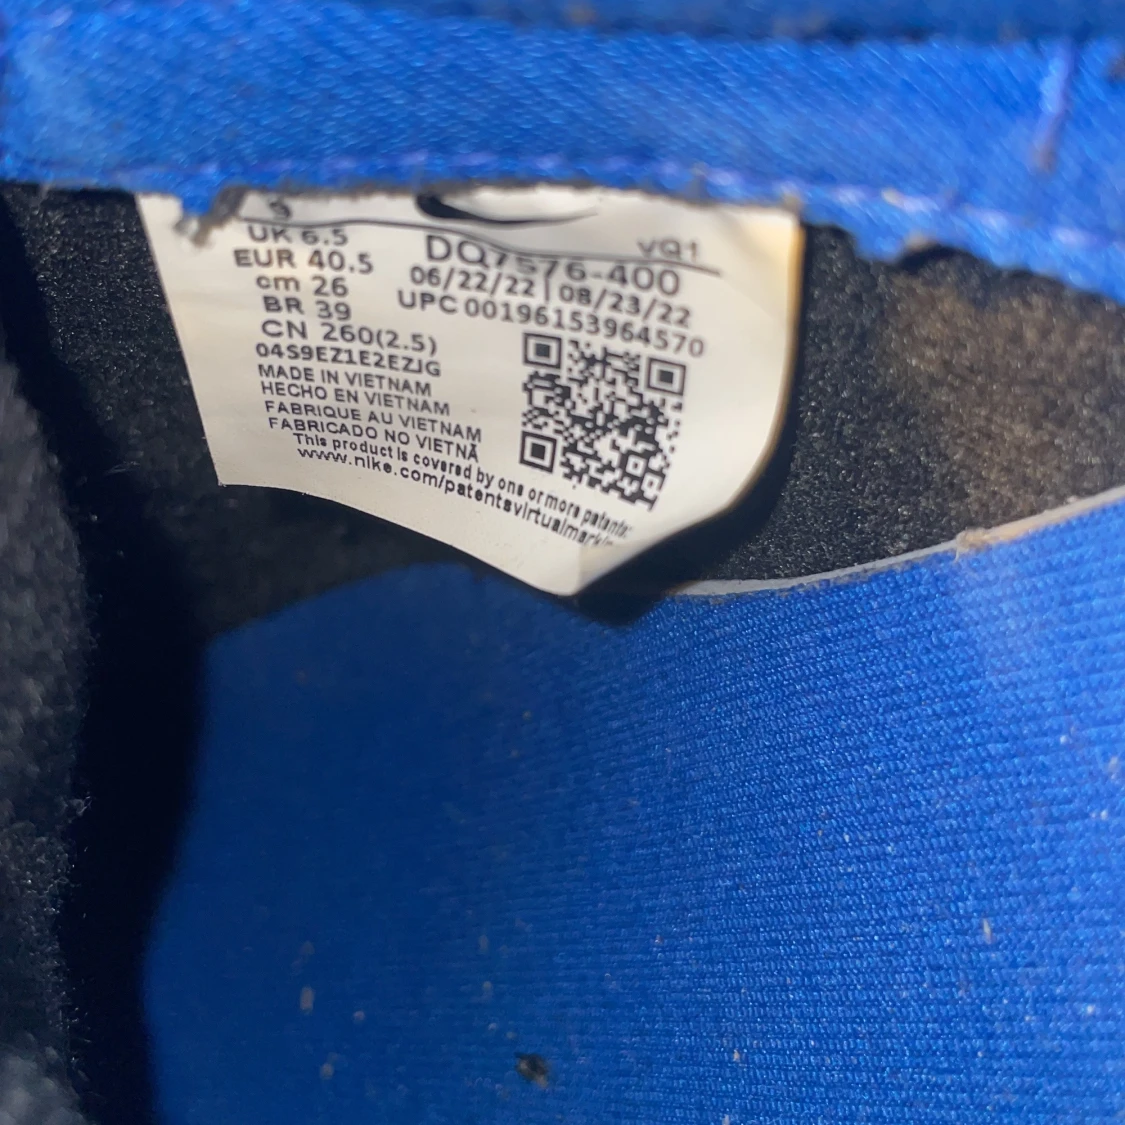 9
UK 6.5
EUR 40.5
cm 26
BR 39
CN 260(2.5)
04S9EZ1E2EZJG
MADE IN VIETNAM
HECHO EN VIETNAM
FABRIQUE AU VIETNAM
FABRICADO NO VIETNÃ
This product is covered by one or more patents:
www.nike.com/patentsvirtualmarkin
VQ1
DQ7576-400
06/22/22 | 08/23/22
UPC 00196153964570